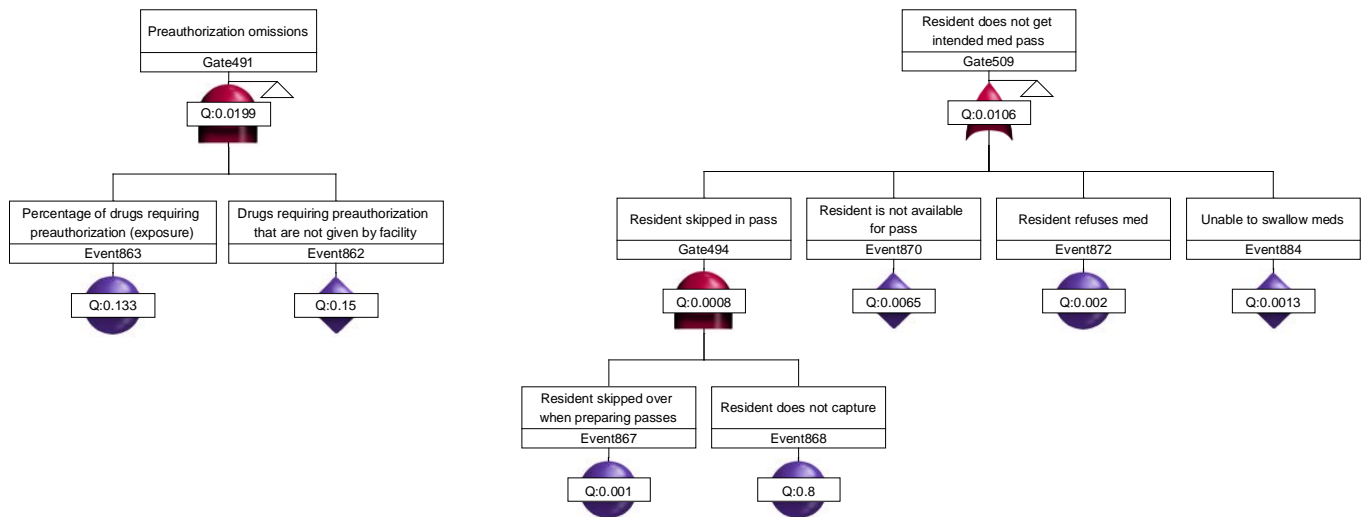 Preauthorization omissions
Gate491
Q:0.0199
Percentage of drugs requiring
preauthorization (exposure)
Event863
Q:0.133
Drugs requiring preauthorization
that are not given by facility
Event862
Q:0.15
Resident does not get
intended med pass
Gate509
Q:0.0106
Resident skipped in pass
Gate494
Q:0.0008
Resident is not available
for pass
Event870
Q:0.0065
Resident refuses med
Event872
Q:0.002
Unable to swallow meds
Event884
Q:0.0013
Resident skipped over
when preparing passes
Event867
Q:0.001
Resident does not capture
Event868
Q:0.8